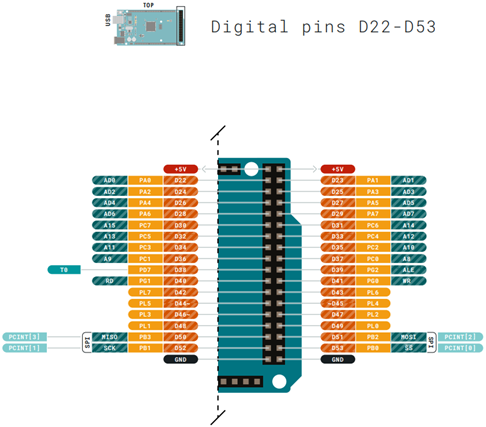 TOP
USB
Digital pins D22-D53
+5V +5V
AD0 PA0 D22 D23 PA1 AD1
AD2 PA2 D24 D25 PA3 AD3
AD4 PA4 D26 D27 PA5 AD5
AD6 PA6 D28 D29 PA7 AD7
A15 PC7 D30 D31 PC6 A14
A13 PC5 D32 D33 PC4 A12
A11 PC3 D34 D35 PC2 A10
A9 PC1 D36 D37 PC0 A8
T0 PD7 D38 D39 PG2 ALE
RD PG1 D40 D41 PG0 WR
PL7 D42 D43 PL6
PL5 D44~ ~D45 PL4
PL3 D46~ D47 PL2
PL1 D48 D49 PL0
PCINT[3] SPI MISO PB3 D50 D51 PB2 MOSI SPI PCINT[2]
PCINT[1] SCK PB1 D52 D53 PB0 SS PCINT[0]
GND GND